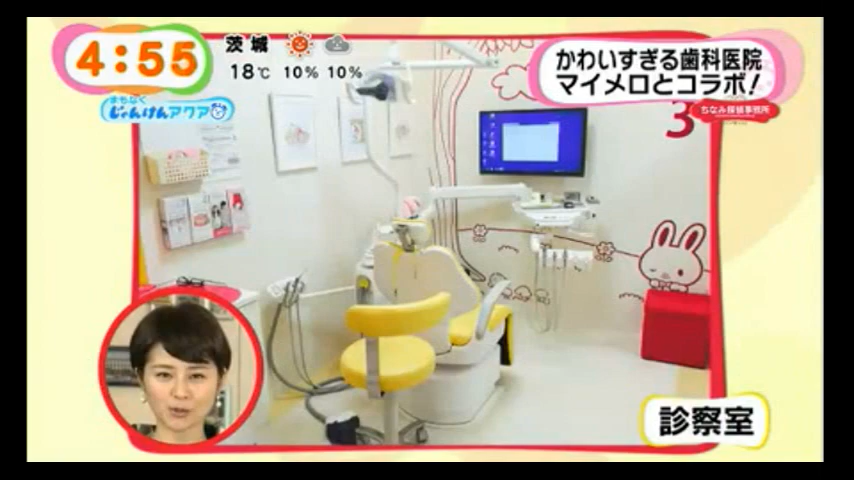 4:55
茨城
18℃ 10% 10%
まもなく
じゃんけんアクア
かわいすぎる歯科医院
マイメロとコラボ!
ちなみ探偵事務所
3
診察室